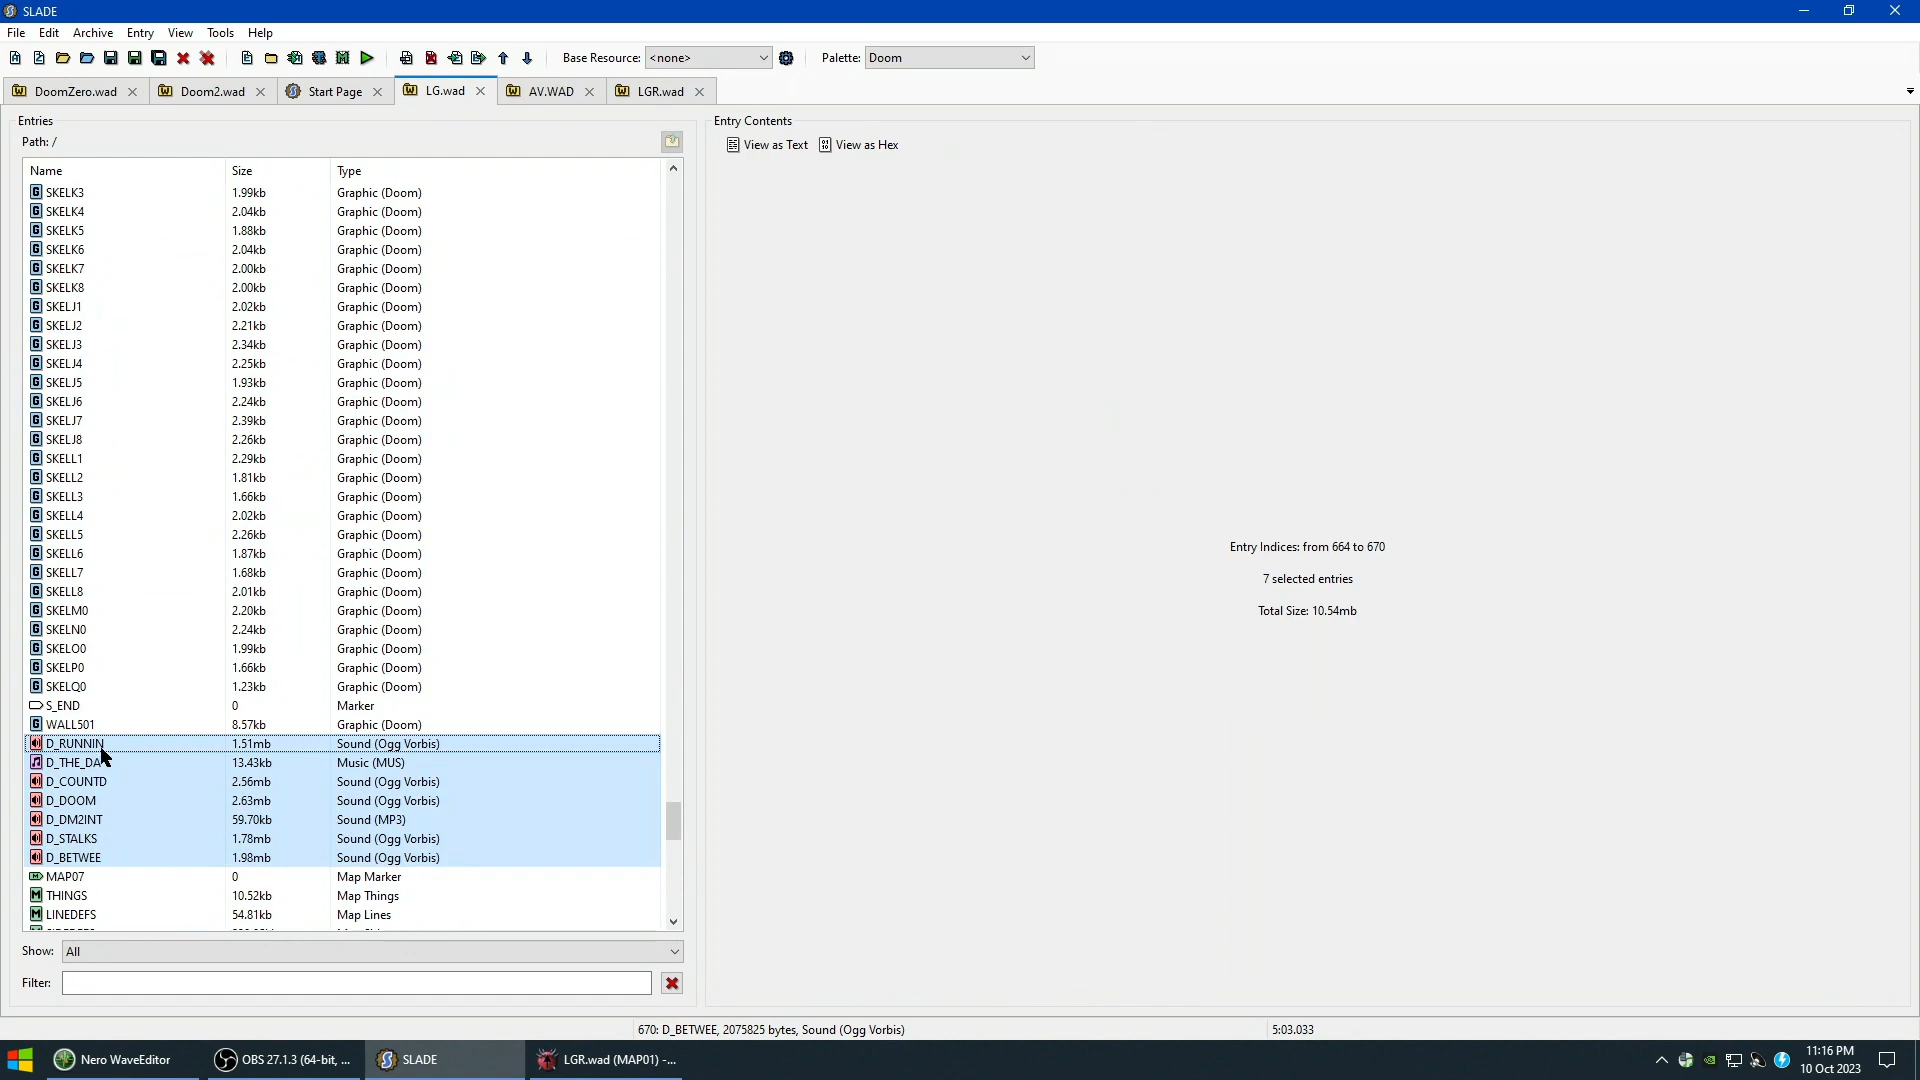 SLADE
File Edit Archive Entry View Tools Help
Base Resource: <none> Palette: Doom
DoomZero.wad Doom2.wad Start Page LG.wad AV.WAD LGR.wad
Entries
Path: /
Name Size Type
SKELK3 1.99kb Graphic (Doom)
SKELK4 2.04kb Graphic (Doom)
SKELK5 1.88kb Graphic (Doom)
SKELK6 2.04kb Graphic (Doom)
SKELK7 2.00kb Graphic (Doom)
SKELK8 2.00kb Graphic (Doom)
SKELJ1 2.02kb Graphic (Doom)
SKELJ2 2.21kb Graphic (Doom)
SKELJ3 2.34kb Graphic (Doom)
SKELJ4 2.25kb Graphic (Doom)
SKELJ5 1.93kb Graphic (Doom)
SKELJ6 2.24kb Graphic (Doom)
SKELJ7 2.39kb Graphic (Doom)
SKELJ8 2.26kb Graphic (Doom)
SKELL1 2.29kb Graphic (Doom)
SKELL2 1.81kb Graphic (Doom)
SKELL3 1.66kb Graphic (Doom)
SKELL4 2.02kb Graphic (Doom)
SKELL5 2.26kb Graphic (Doom)
SKELL6 1.87kb Graphic (Doom)
SKELL7 1.68kb Graphic (Doom)
SKELL8 2.01kb Graphic (Doom)
SKELM0 2.20kb Graphic (Doom)
SKELN0 2.24kb Graphic (Doom)
SKELO0 1.99kb Graphic (Doom)
SKELP0 1.66kb Graphic (Doom)
SKELQ0 1.23kb Graphic (Doom)
S_END 0 Marker
WALL501 8.57kb Graphic (Doom)
D_RUNNIN 1.51mb Sound (Ogg Vorbis)
D_THE_DA 13.43kb Music (MUS)
D_COUNTD 2.56mb Sound (Ogg Vorbis)
D_DOOM 2.63mb Sound (Ogg Vorbis)
D_DM2INT 59.70kb Sound (MP3)
D_STALKS 1.78mb Sound (Ogg Vorbis)
D_BETWEE 1.98mb Sound (Ogg Vorbis)
MAP07 0 Map Marker
THINGS 10.52kb Map Things
LINEDEFS 54.81kb Map Lines
Show: All
Filter:
Entry Contents
View as Text View as Hex
Entry Indices: from 664 to 670
7 selected entries
Total Size: 10.54mb
670: D_BETWEE, 2075825 bytes, Sound (Ogg Vorbis) 5:03.033
Nero WaveEditor OBS 27.1.3 (64-bit, ... SLADE LGR.wad (MAP01) -...
11:16 PM
10 Oct 2023